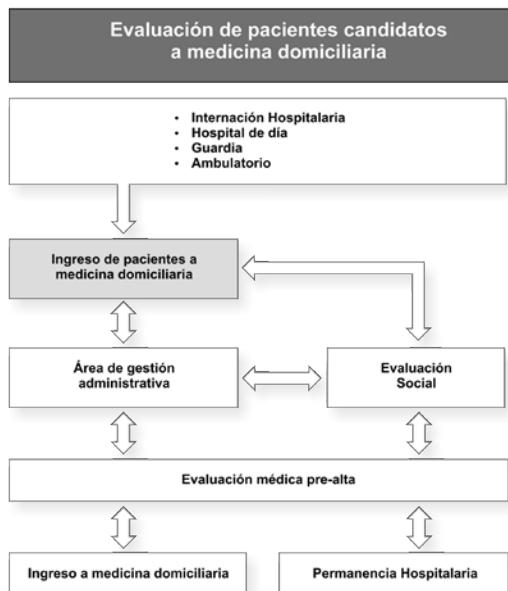 Evaluación de pacientes candidatos
a medicina domiciliaria
• Internación Hospitalaria
• Hospital de día
• Guardia
• Ambulatorio
Ingreso de pacientes a
medicina domiciliaria
Área de gestión
administrativa
Evaluación
Social
Evaluación médica pre-alta
Ingreso a medicina domiciliaria
Permanencia Hospitalaria